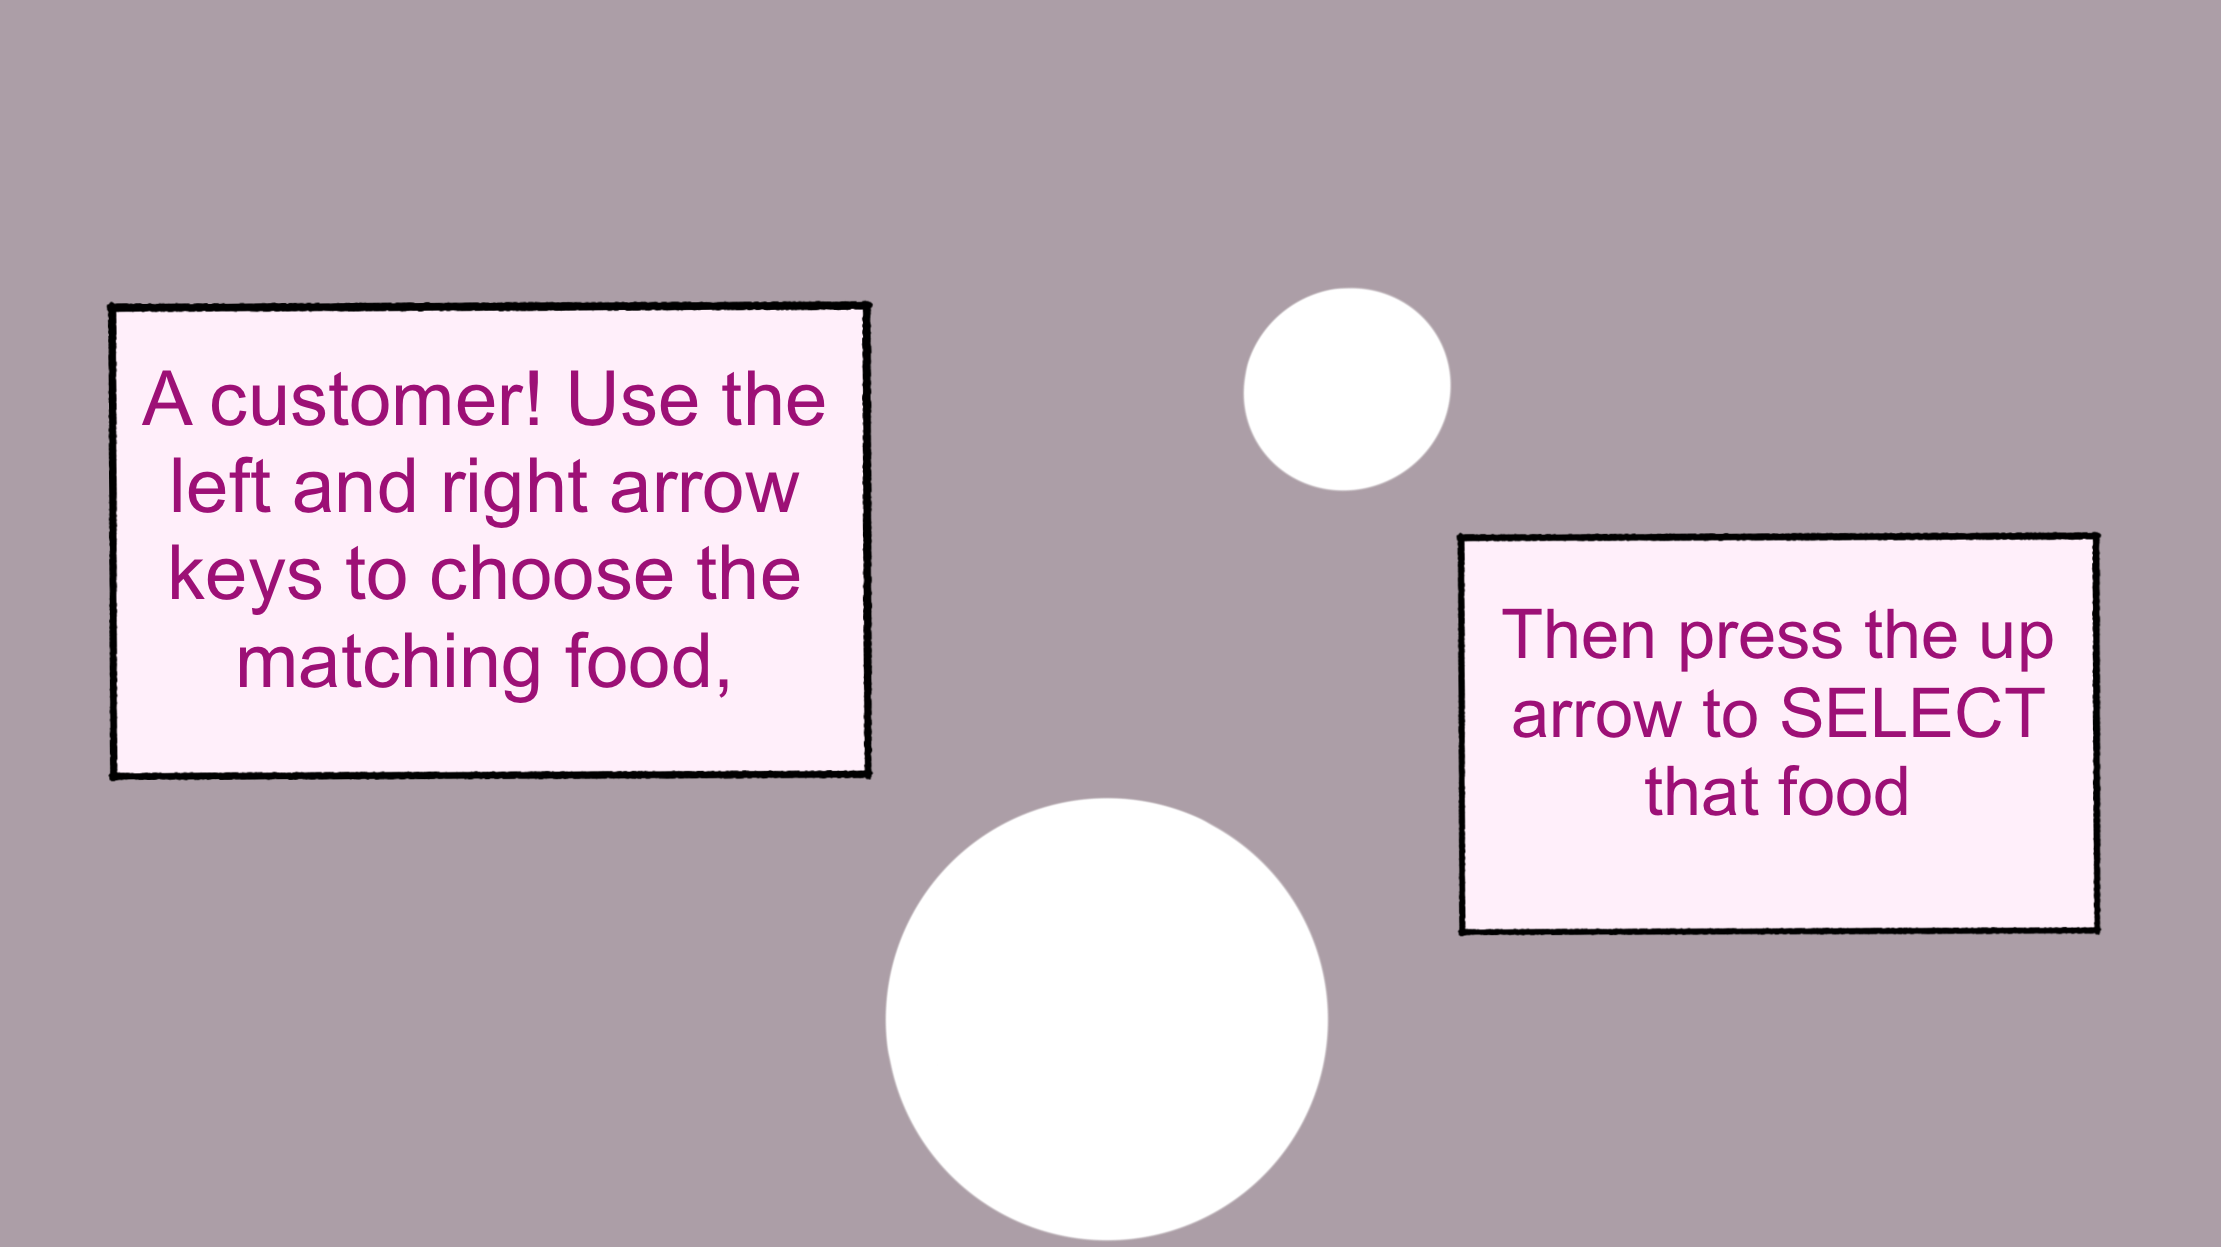 A customer! Use the
left and right arrow
keys to choose the
matching food,
Then press the up
arrow to SELECT
that food